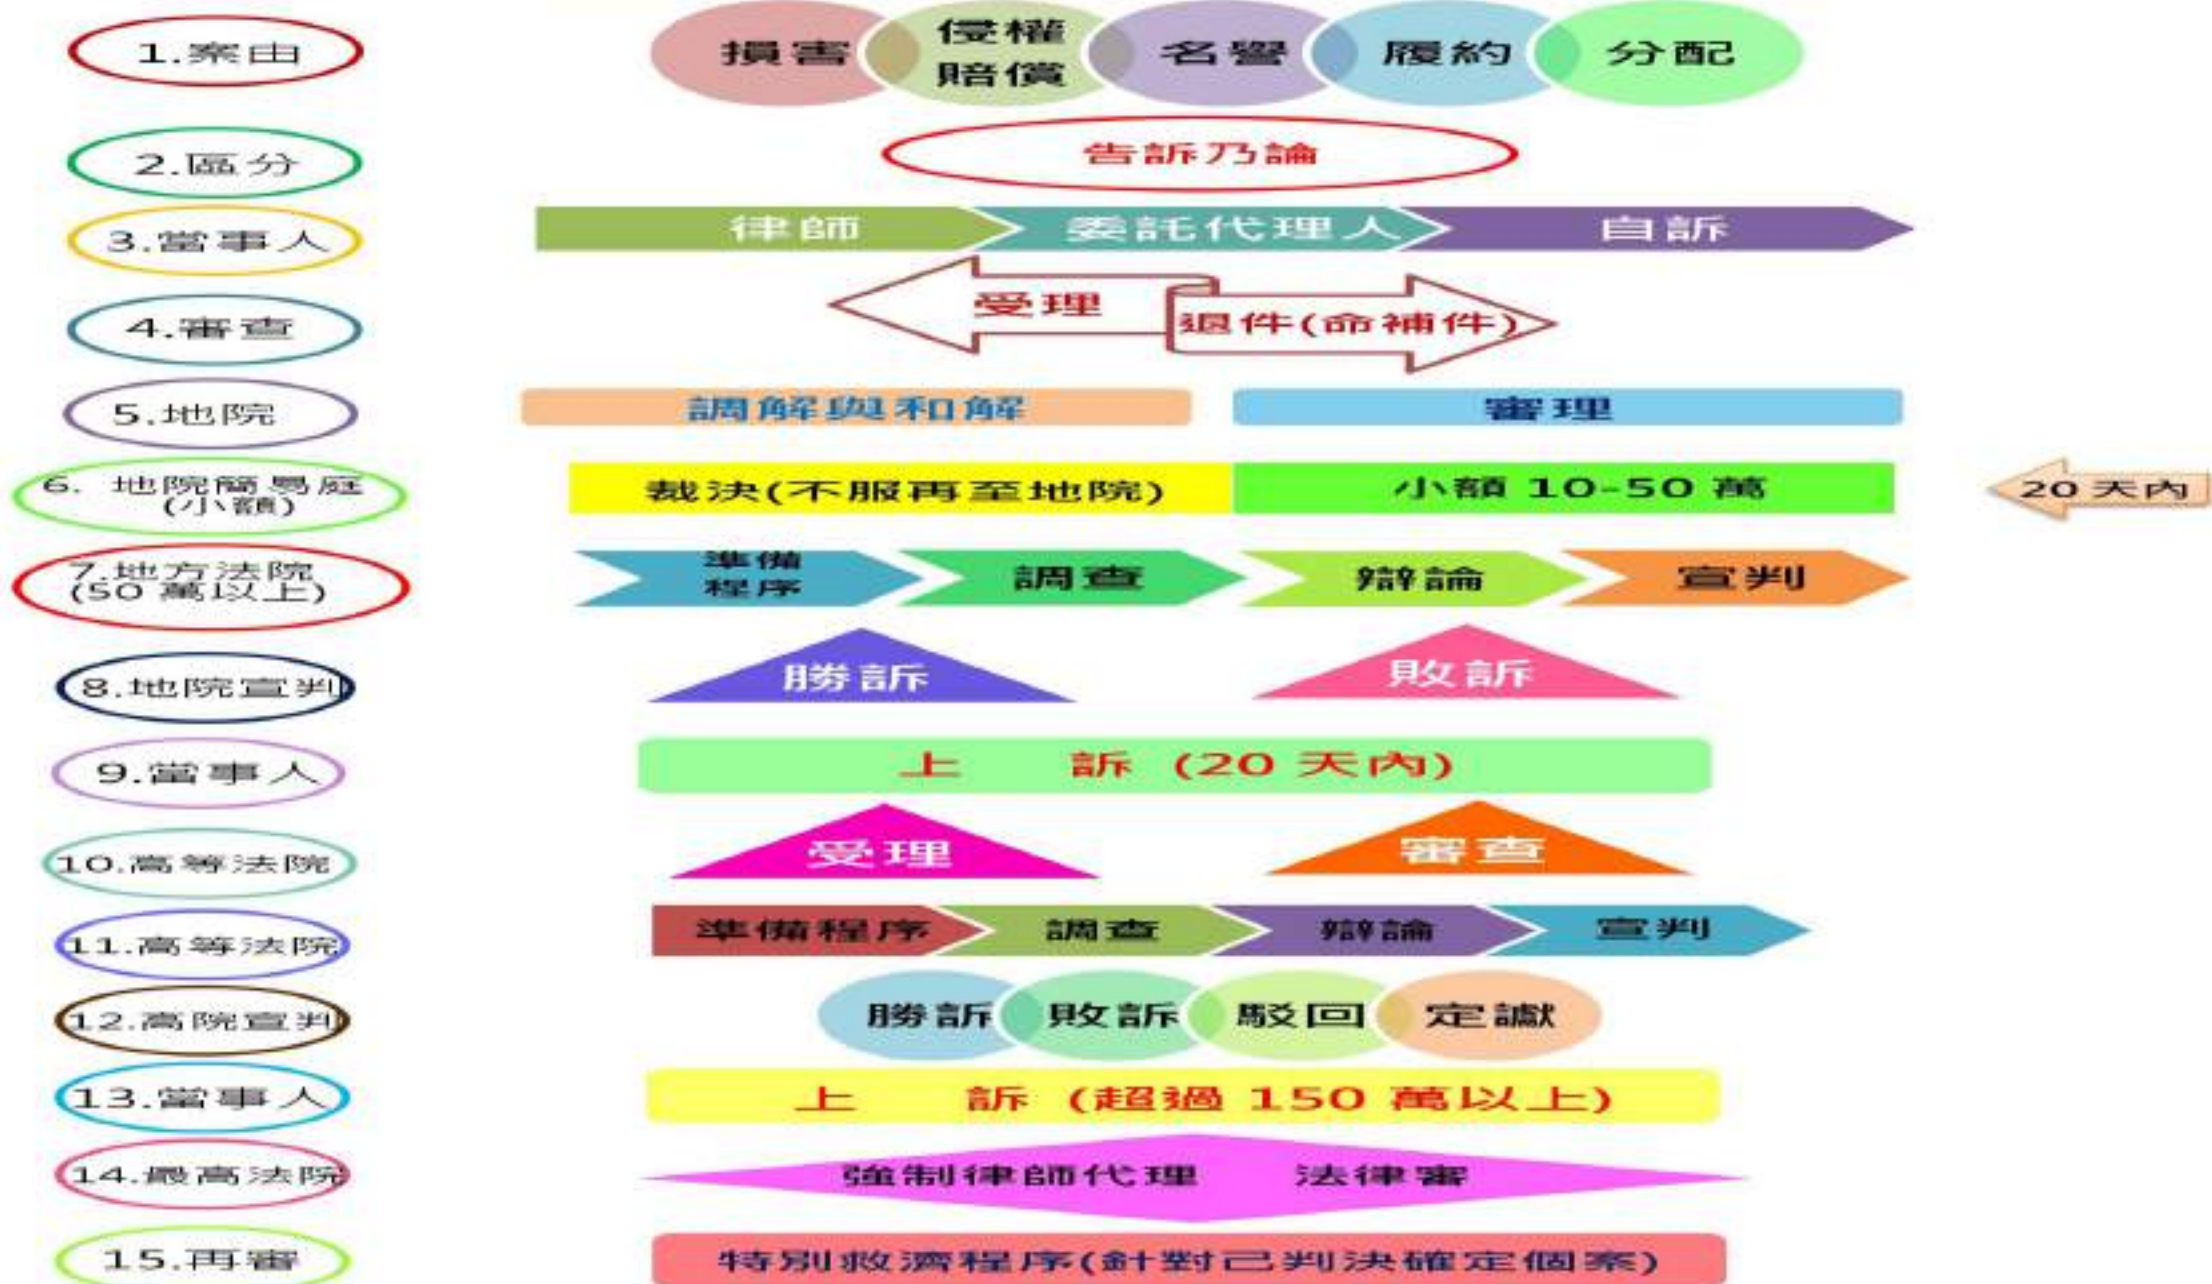 1.案由
損害
侵權
賠償
名譽
履約
分配
2.區分
告訴乃論
3.當事人
律師
委託代理人
自訴
4.審查
受理
退件(命補件)
5.地院
調解與和解
審理
6. 地院簡易庭
(小額)
裁決(不服再至地院)
小額 10-50 萬
20 天內
7.地方法院
(50 萬以上)
準備
程序
調查
辯論
宣判
8.地院宣判
勝訴
敗訴
9.當事人
上 訴 (20 天內)
10.高等法院
受理
審查
11.高等法院
準備程序
調查
辯論
宣判
12.高院宣判
勝訴
敗訴
駁回
定讞
13.當事人
上 訴 (超過 150 萬以上)
14.最高法院
強制律師代理 法律審
15.再審
特別救濟程序(針對己判決確定個案)